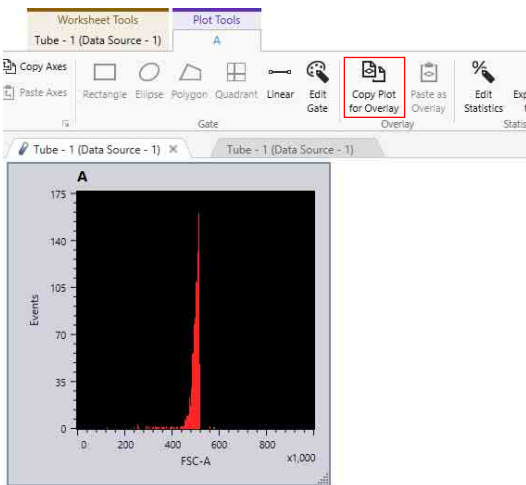 Worksheet Tools Plot Tools
Tube - 1 (Data Source - 1) A
Copy Axes
Paste Axes
Rectangle Ellipse Polygon Quadrant Linear Edit Gate
Copy Plot for Overlay
Paste as Overlay
Edit Statistics
Gate Overlay
Tube - 1 (Data Source - 1) × Tube - 1 (Data Source - 1)
A
175
140
105
70
35
0
Events
0 200 400 600 800
x1,000
FSC-A